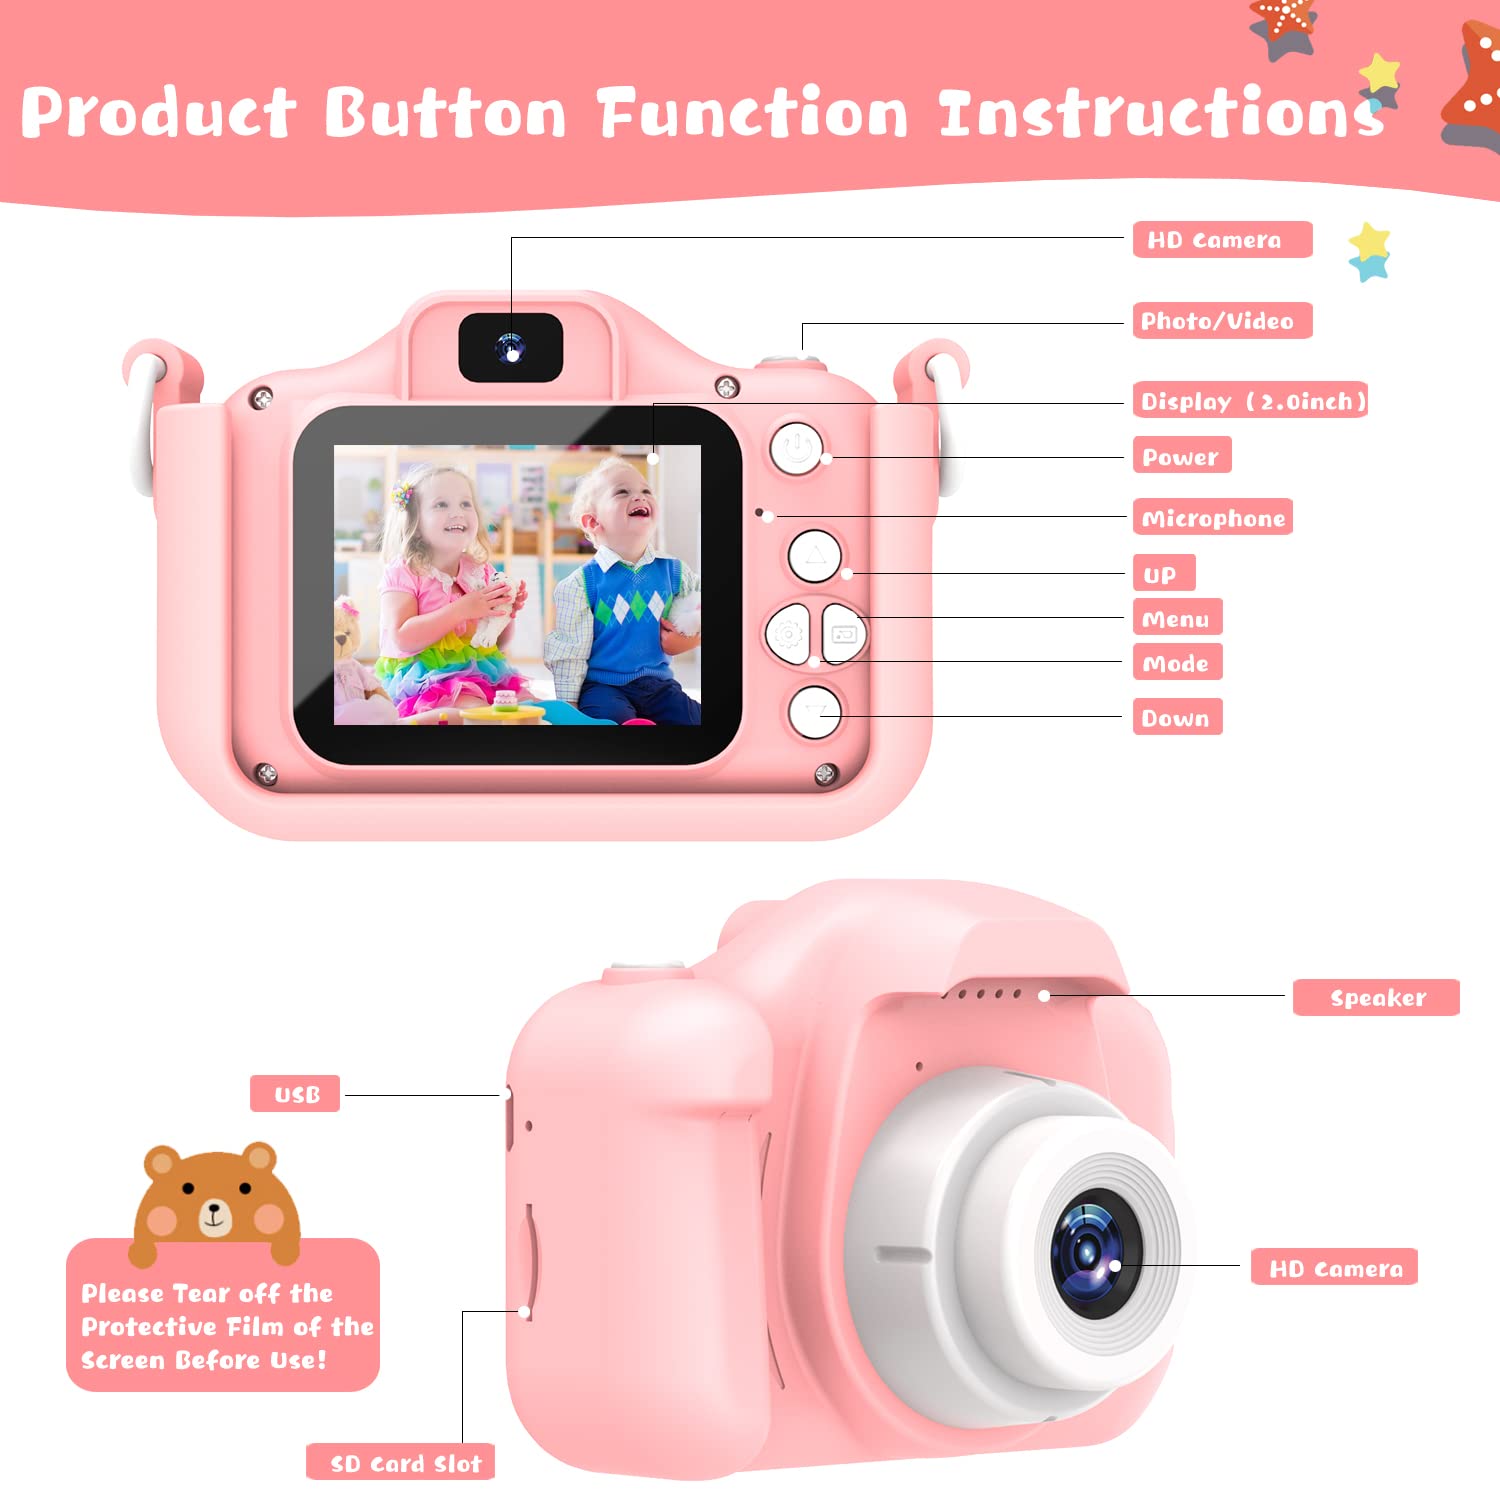 Product Button Function Instructions
HD Camera
Photo/Video
Display (2.0inch)
Power
Microphone
UP
Menu
Mode
Down
Speaker
USB
HD Camera
Please Tear off the
Protective Film of the
Screen Before Use!
SD Card Slot